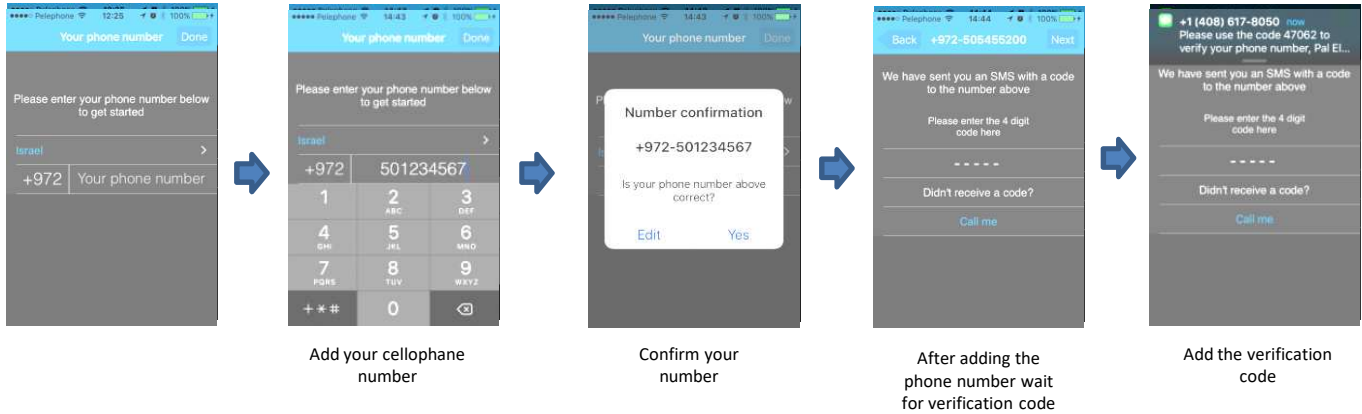 Pelephone 12:25 100%
Your phone number Done
Please enter your phone number below
to get started
Israel >
+972 Your phone number
Pelephone 14:43 100%
Your phone number Done
Please enter your phone number below
to get started
Israel >
+972 501234567
1 2 3
ABC DEF
4 5 6
GHI JKL MNO
7 8 9
PQRS TUV WXYZ
+*# 0
Add your cellophane
number
Pelephone 14:43 100%
Your phone number Done
Number confirmation
+972-501234567
Is your phone number above
correct?
Edit Yes
Confirm your
number
Pelephone 14:44 100%
Back +972-505455200 Next
We have sent you an SMS with a code
to the number above
Please enter the 4 digit
code here
- - - - -
Didn't receive a code?
Call me
After adding the
phone number wait
for verification code
+1 (408) 617-8050 now
Please use the code 47062 to
verify your phone number, Pal El...
We have sent you an SMS with a code
to the number above
Please enter the 4 digit
code here
- - - - -
Didn't receive a code?
Call me
Add the verification
code